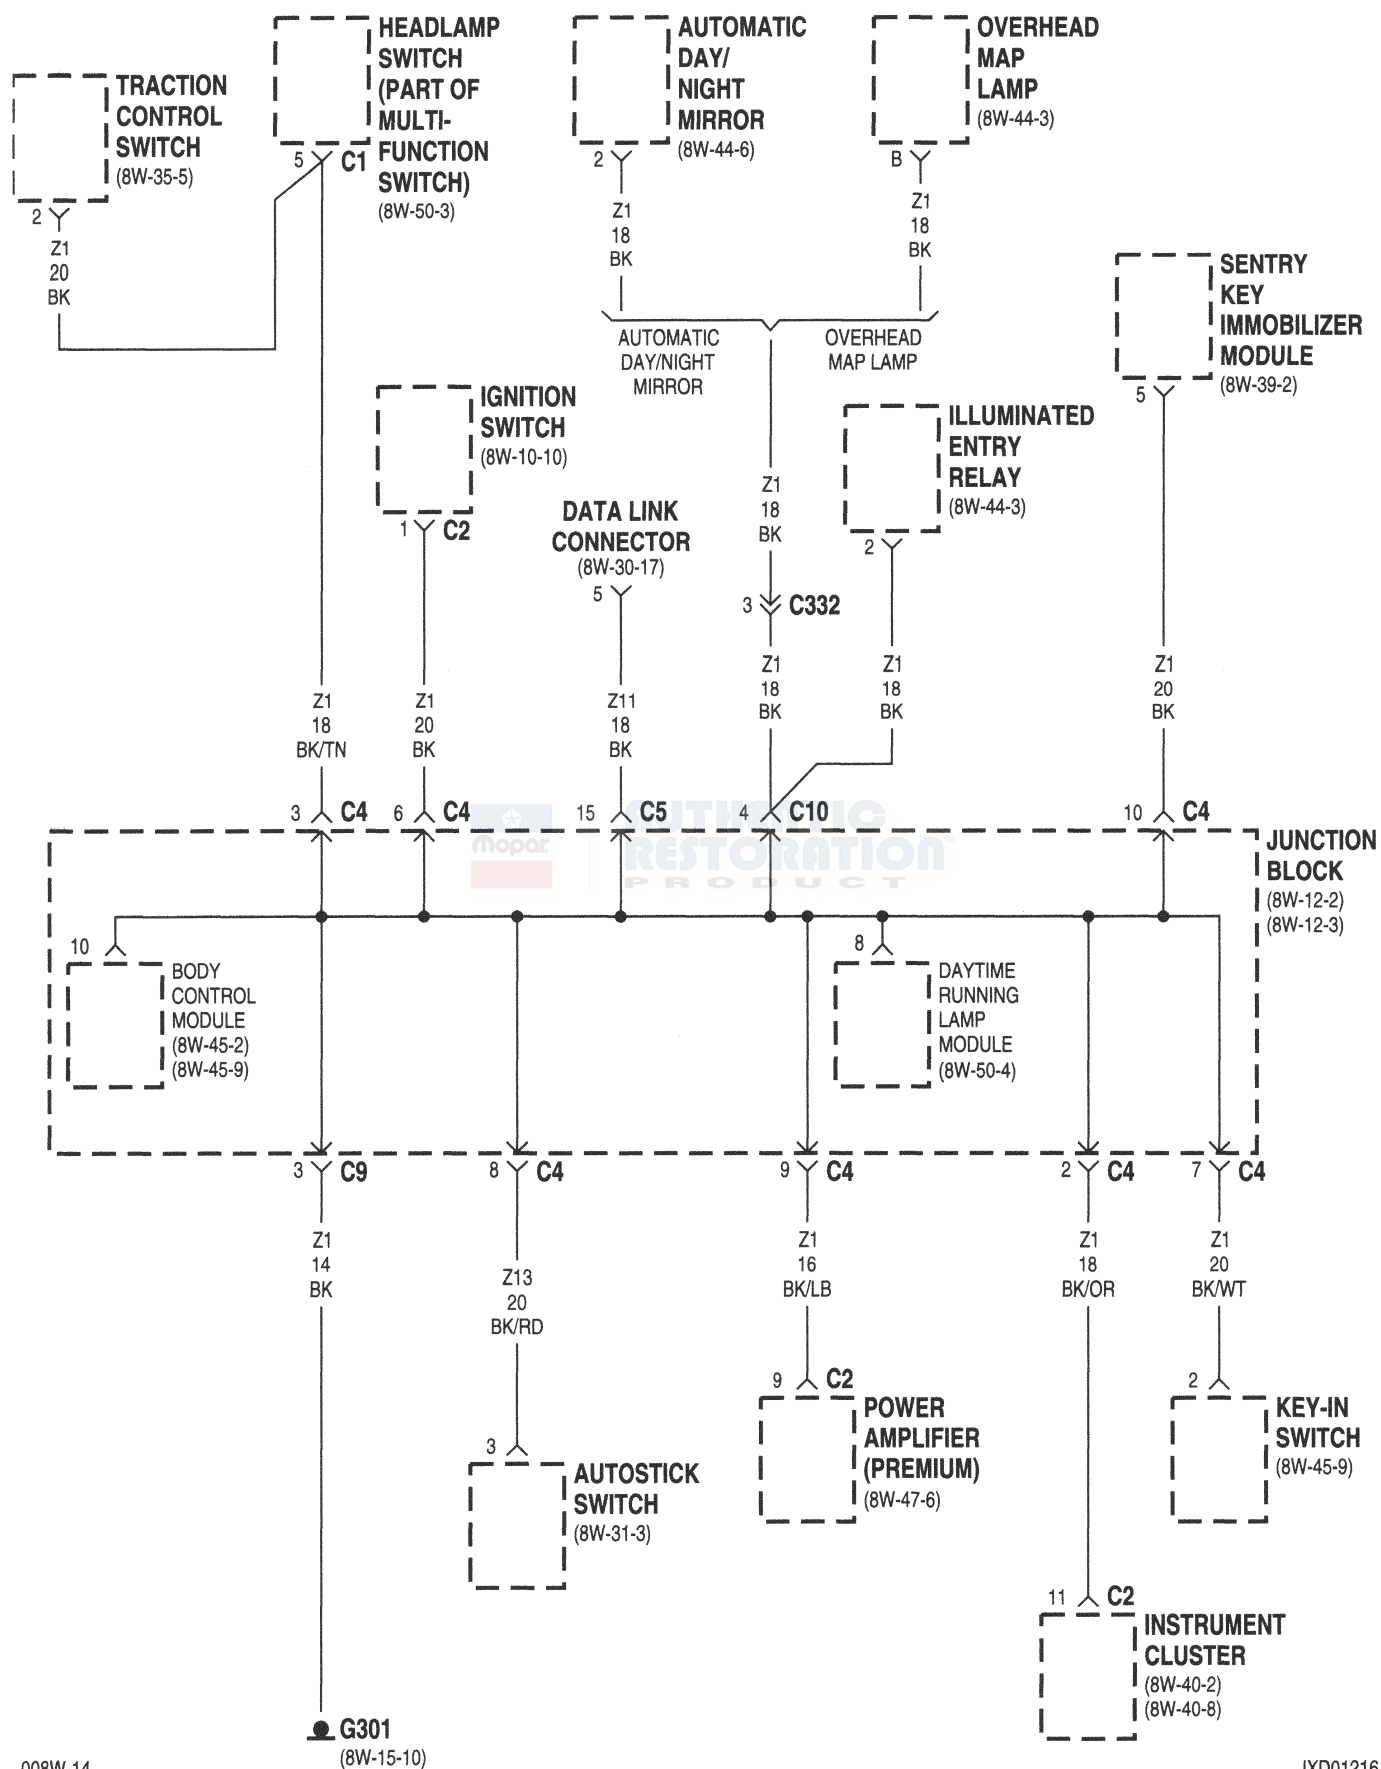 TRACTION
CONTROL
SWITCH
(8W-35-5)
2
Z1
20
BK
HEADLAMP
SWITCH
(PART OF
MULTI-
FUNCTION
SWITCH)
(8W-50-3)
5
C1
AUTOMATIC
DAY/
NIGHT
MIRROR
(8W-44-6)
2
Z1
18
BK
OVERHEAD
MAP
LAMP
(8W-44-3)
B
Z1
18
BK
AUTOMATIC
DAY/NIGHT
MIRROR
OVERHEAD
MAP LAMP
SENTRY
KEY
IMMOBILIZER
MODULE
(8W-39-2)
5
IGNITION
SWITCH
(8W-10-10)
1
C2
DATA LINK
CONNECTOR
(8W-30-17)
5
Z1
18
BK
3
C332
ILLUMINATED
ENTRY
RELAY
(8W-44-3)
2
Z1
18
BK/TN
Z1
20
BK
Z11
18
BK
Z1
18
BK
Z1
18
BK
Z1
20
BK
3
C4
6
C4
15
C5
4
C10
10
C4
Mopar
AUTHENTIC
RESTORATION
PRODUCT
JUNCTION
BLOCK
(8W-12-2)
(8W-12-3)
10
BODY
CONTROL
MODULE
(8W-45-2)
(8W-45-9)
8
DAYTIME
RUNNING
LAMP
MODULE
(8W-50-4)
3
C9
8
C4
9
C4
2
C4
7
C4
Z1
14
BK
Z13
20
BK/RD
Z1
16
BK/LB
Z1
18
BK/OR
Z1
20
BK/WT
3
AUTOSTICK
SWITCH
(8W-31-3)
9
C2
POWER
AMPLIFIER
(PREMIUM)
(8W-47-6)
2
KEY-IN
SWITCH
(8W-45-9)
11
C2
INSTRUMENT
CLUSTER
(8W-40-2)
(8W-40-8)
G301
(8W-15-10)
008W-14
JXD01216